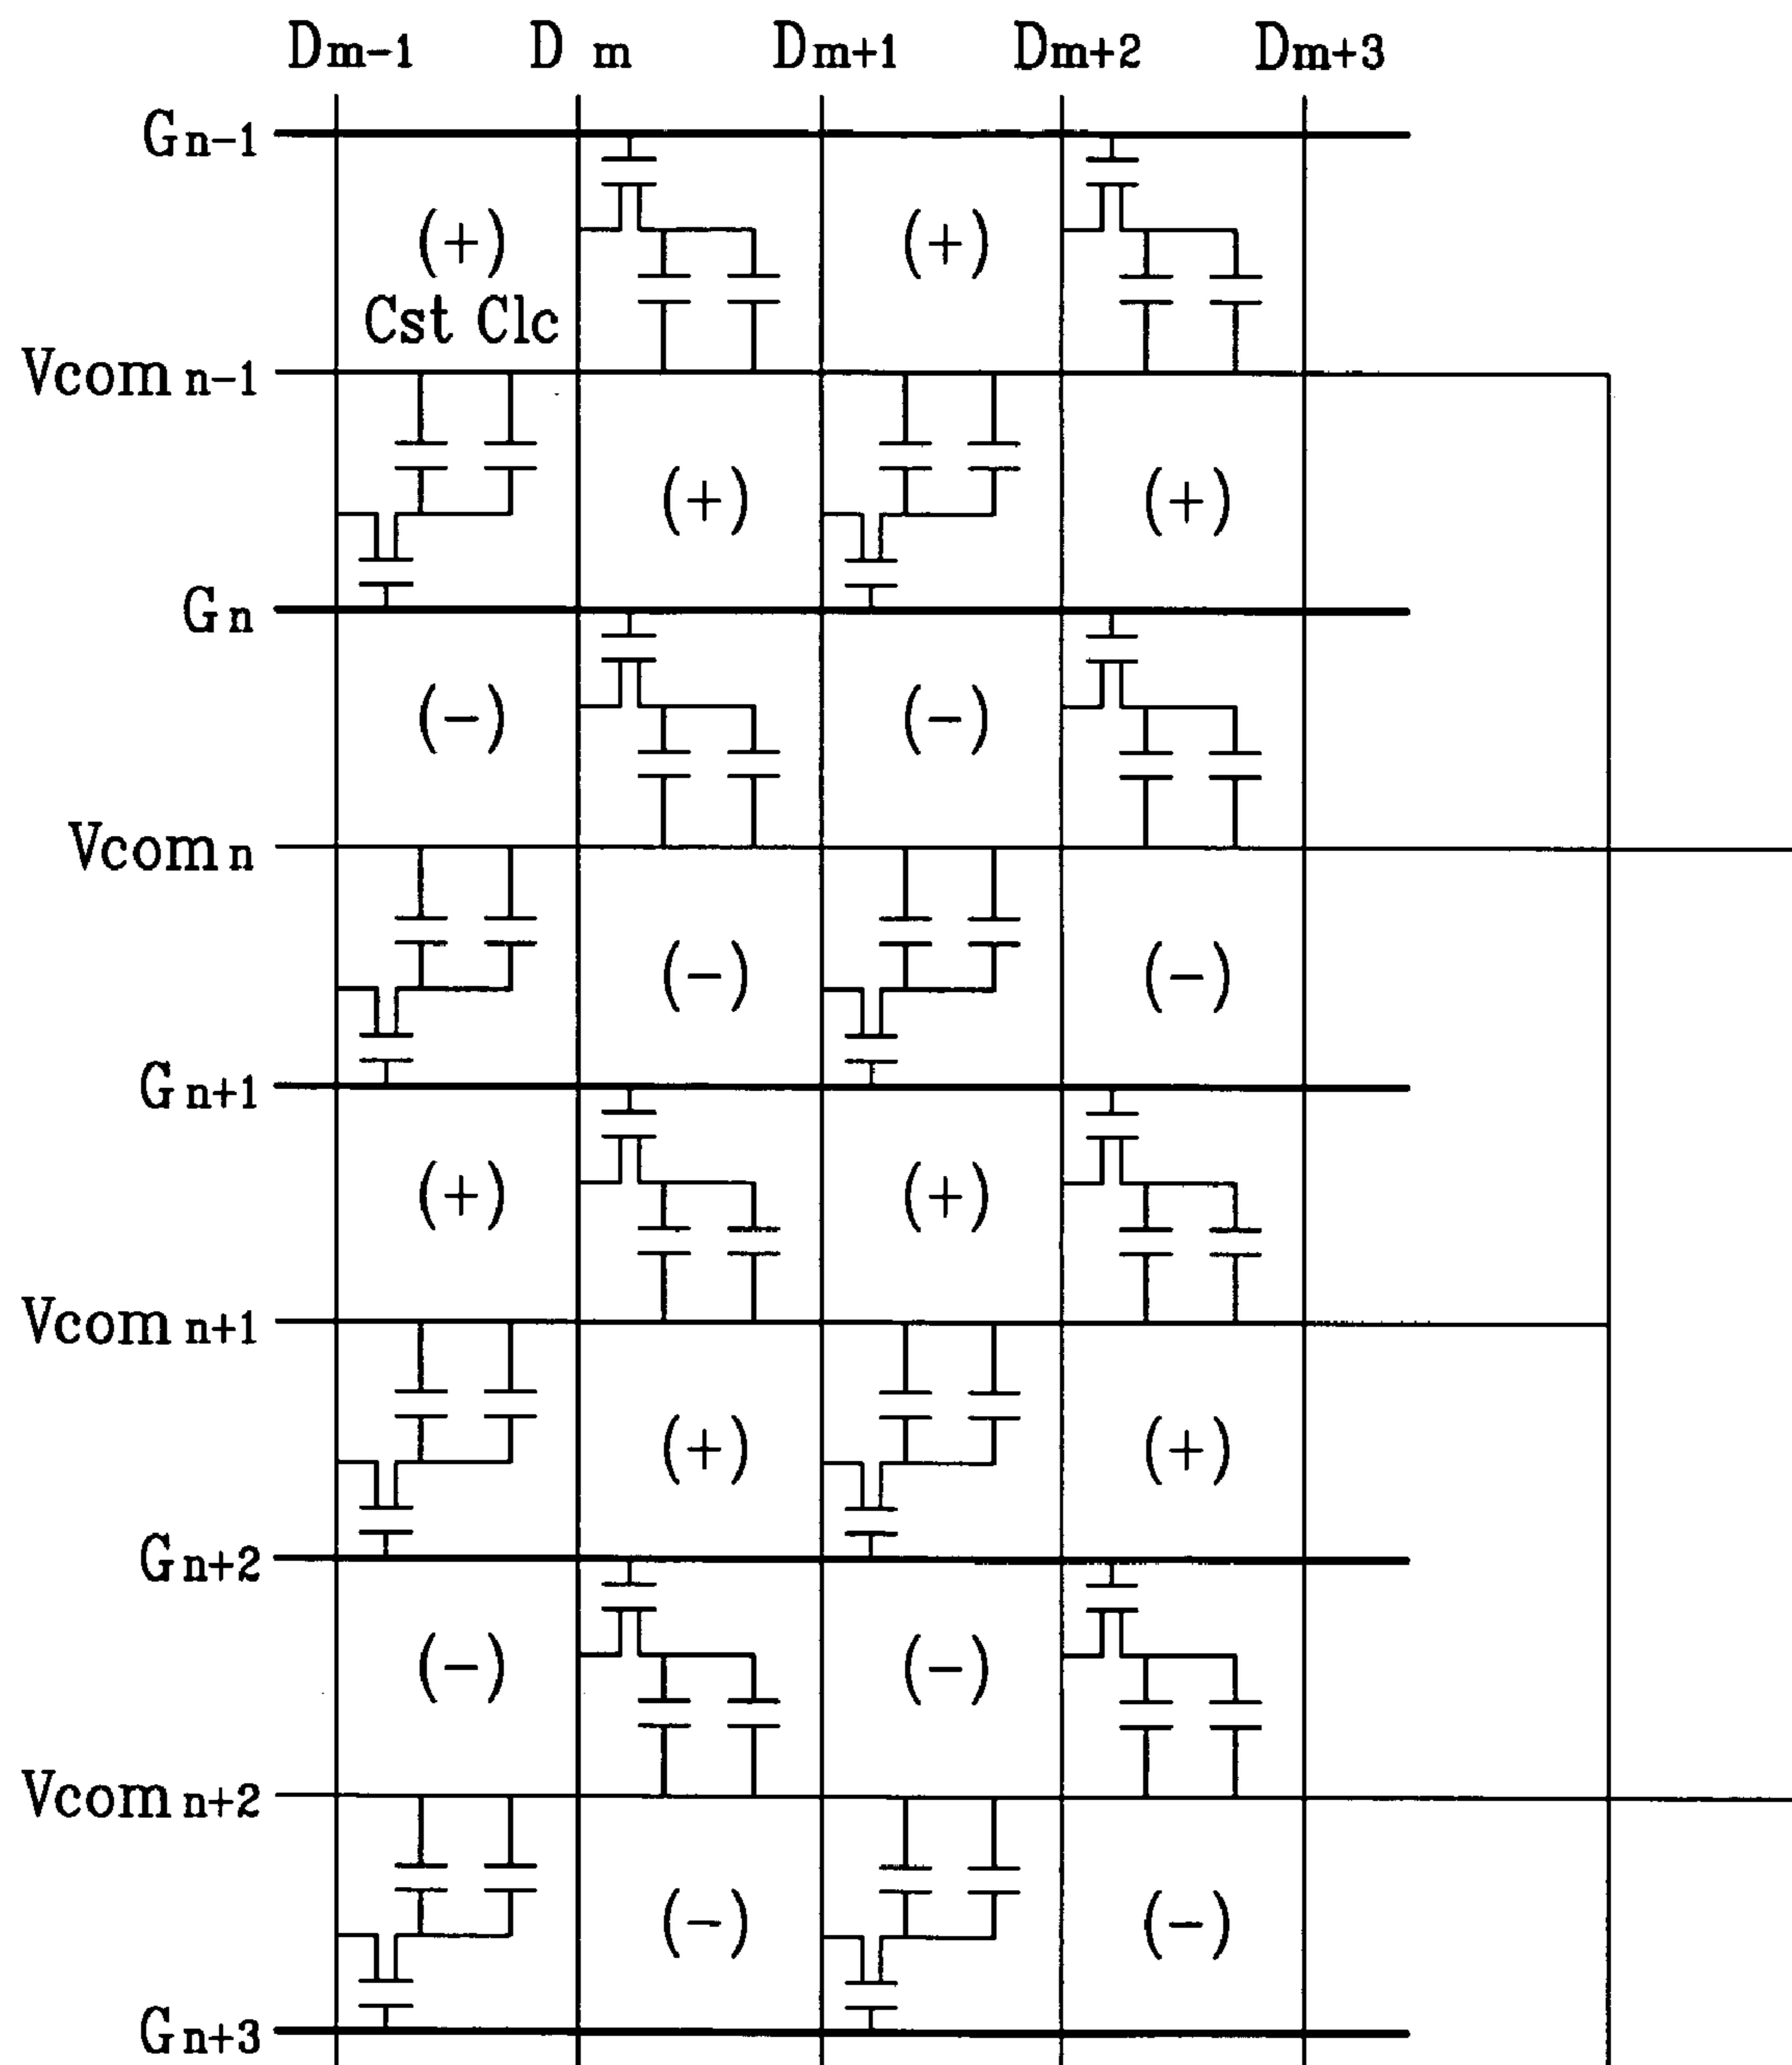 Dm-1 D m Dm+1 Dm+2 Dm+3
Gn-1
(+) (+)
Cst Clc
Vcom n-1
(+) (+)
Gn
(-) (-)
Vcom n
(-) (-)
Gn+1
(+) (+)
Vcom n+1
(+) (+)
Gn+2
(-) (-)
Vcom n+2
(-) (-)
Gn+3